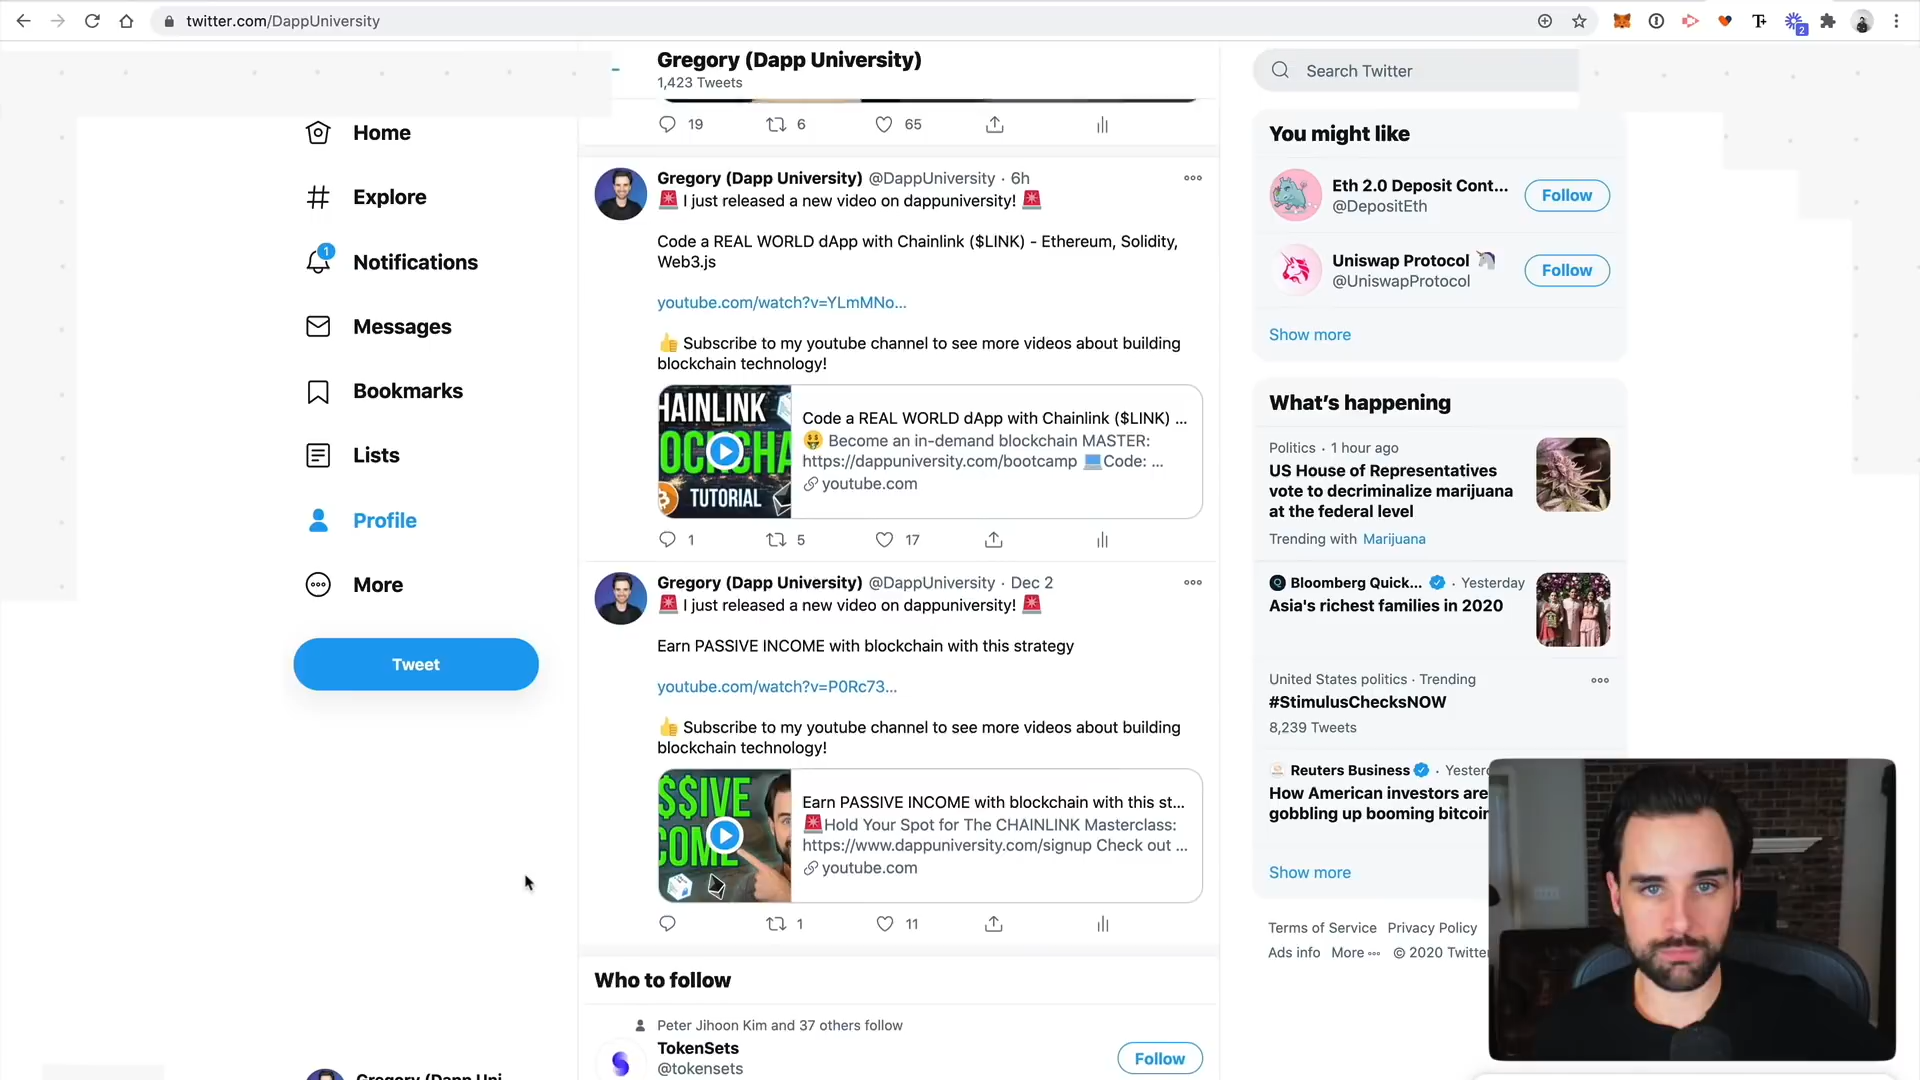 twitter.com/DappUniversity
2
Gregory (Dapp University)
1,423 Tweets
Search Twitter
Home
Explore
1
Notifications
Messages
Bookmarks
Lists
Profile
More
Tweet
19
6
65
Gregory (Dapp University) @DappUniversity · 6h
🚨 I just released a new video on dappuniversity! 🚨
Code a REAL WORLD dApp with Chainlink ($LINK) - Ethereum, Solidity,
Web3.js
youtube.com/watch?v=YLmMNo...
👍 Subscribe to my youtube channel to see more videos about building
blockchain technology!
HAINLINK
OCKCHA
TUTORIAL
Code a REAL WORLD dApp with Chainlink ($LINK) ...
🤑 Become an in-demand blockchain MASTER:
https://dappuniversity.com/bootcamp 💻Code: ...
youtube.com
1
5
17
Gregory (Dapp University) @DappUniversity · Dec 2
🚨 I just released a new video on dappuniversity! 🚨
Earn PASSIVE INCOME with blockchain with this strategy
youtube.com/watch?v=P0Rc73...
👍 Subscribe to my youtube channel to see more videos about building
blockchain technology!
$$IVE
COME
Earn PASSIVE INCOME with blockchain with this st...
🚨Hold Your Spot for The CHAINLINK Masterclass:
https://www.dappuniversity.com/signup Check out ...
youtube.com
1
11
Who to follow
Peter Jihoon Kim and 37 others follow
TokenSets
@tokensets
Follow
You might like
Eth 2.0 Deposit Cont...
@DepositEth
Follow
Uniswap Protocol 🦄
@UniswapProtocol
Follow
Show more
What's happening
Politics · 1 hour ago
US House of Representatives
vote to decriminalize marijuana
at the federal level
Trending with Marijuana
Bloomberg Quick... · Yesterday
Asia's richest families in 2020
United States politics · Trending
#StimulusChecksNOW
8,239 Tweets
Reuters Business · Yester
How American investors are
gobbling up booming bitcoin
Show more
Terms of Service Privacy Policy
Ads info More ··· © 2020 Twitter
Gregory (Dapp Uni